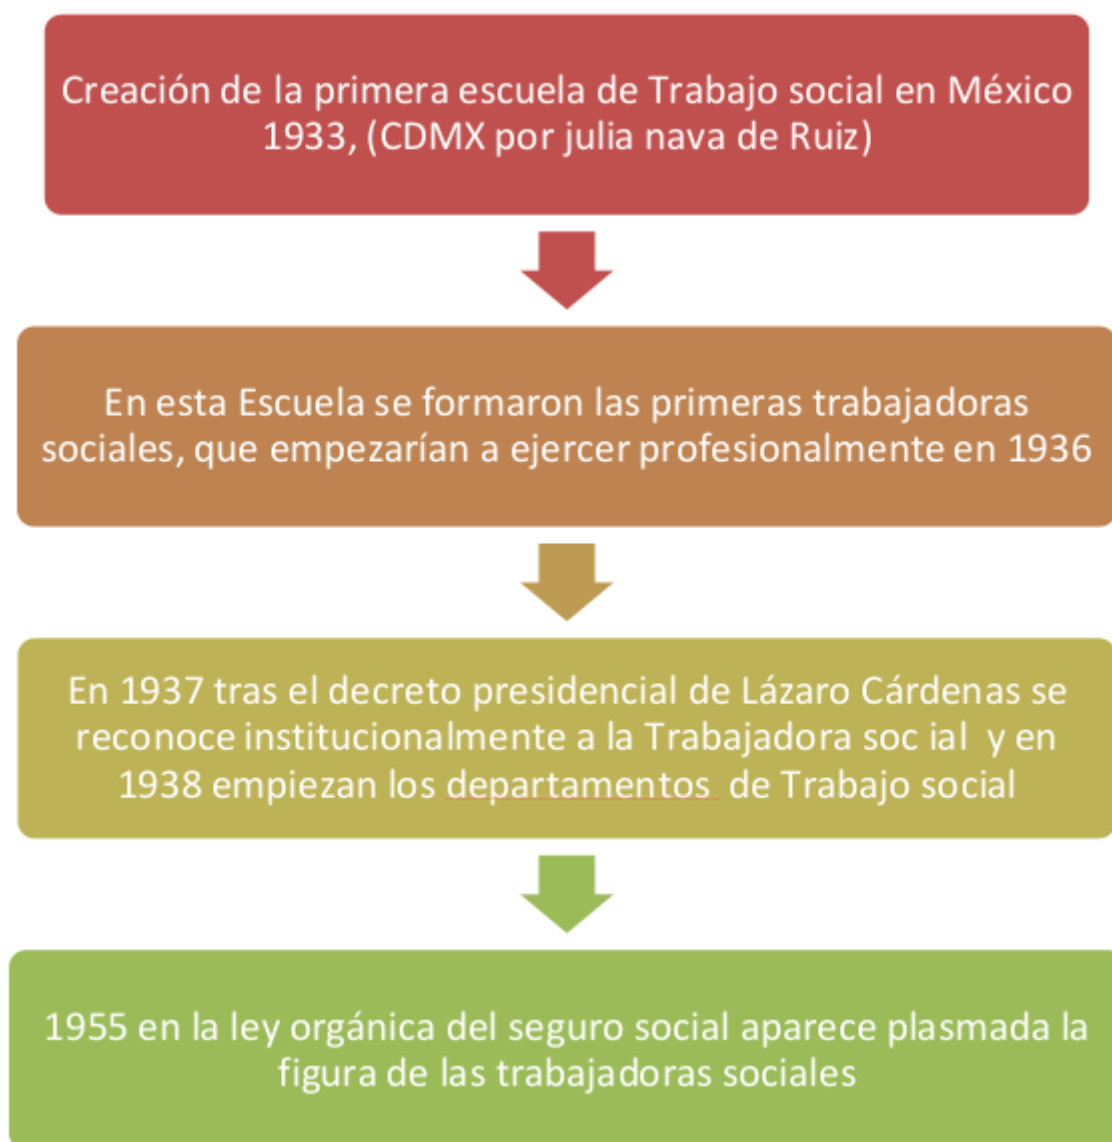 Creación de la primera escuela de Trabajo social en México
1933, (CDMX por julia nava de Ruiz)
En esta Escuela se formaron las primeras trabajadoras
sociales, que empezarían a ejercer profesionalmente en 1936
En 1937 tras el decreto presidencial de Lázaro Cárdenas se
reconoce institucionalmente a la Trabajadora soc ial  y en
1938 empiezan los departamentos  de Trabajo social
1955 en la ley orgánica del seguro social aparece plasmada la
figura de las trabajadoras sociales